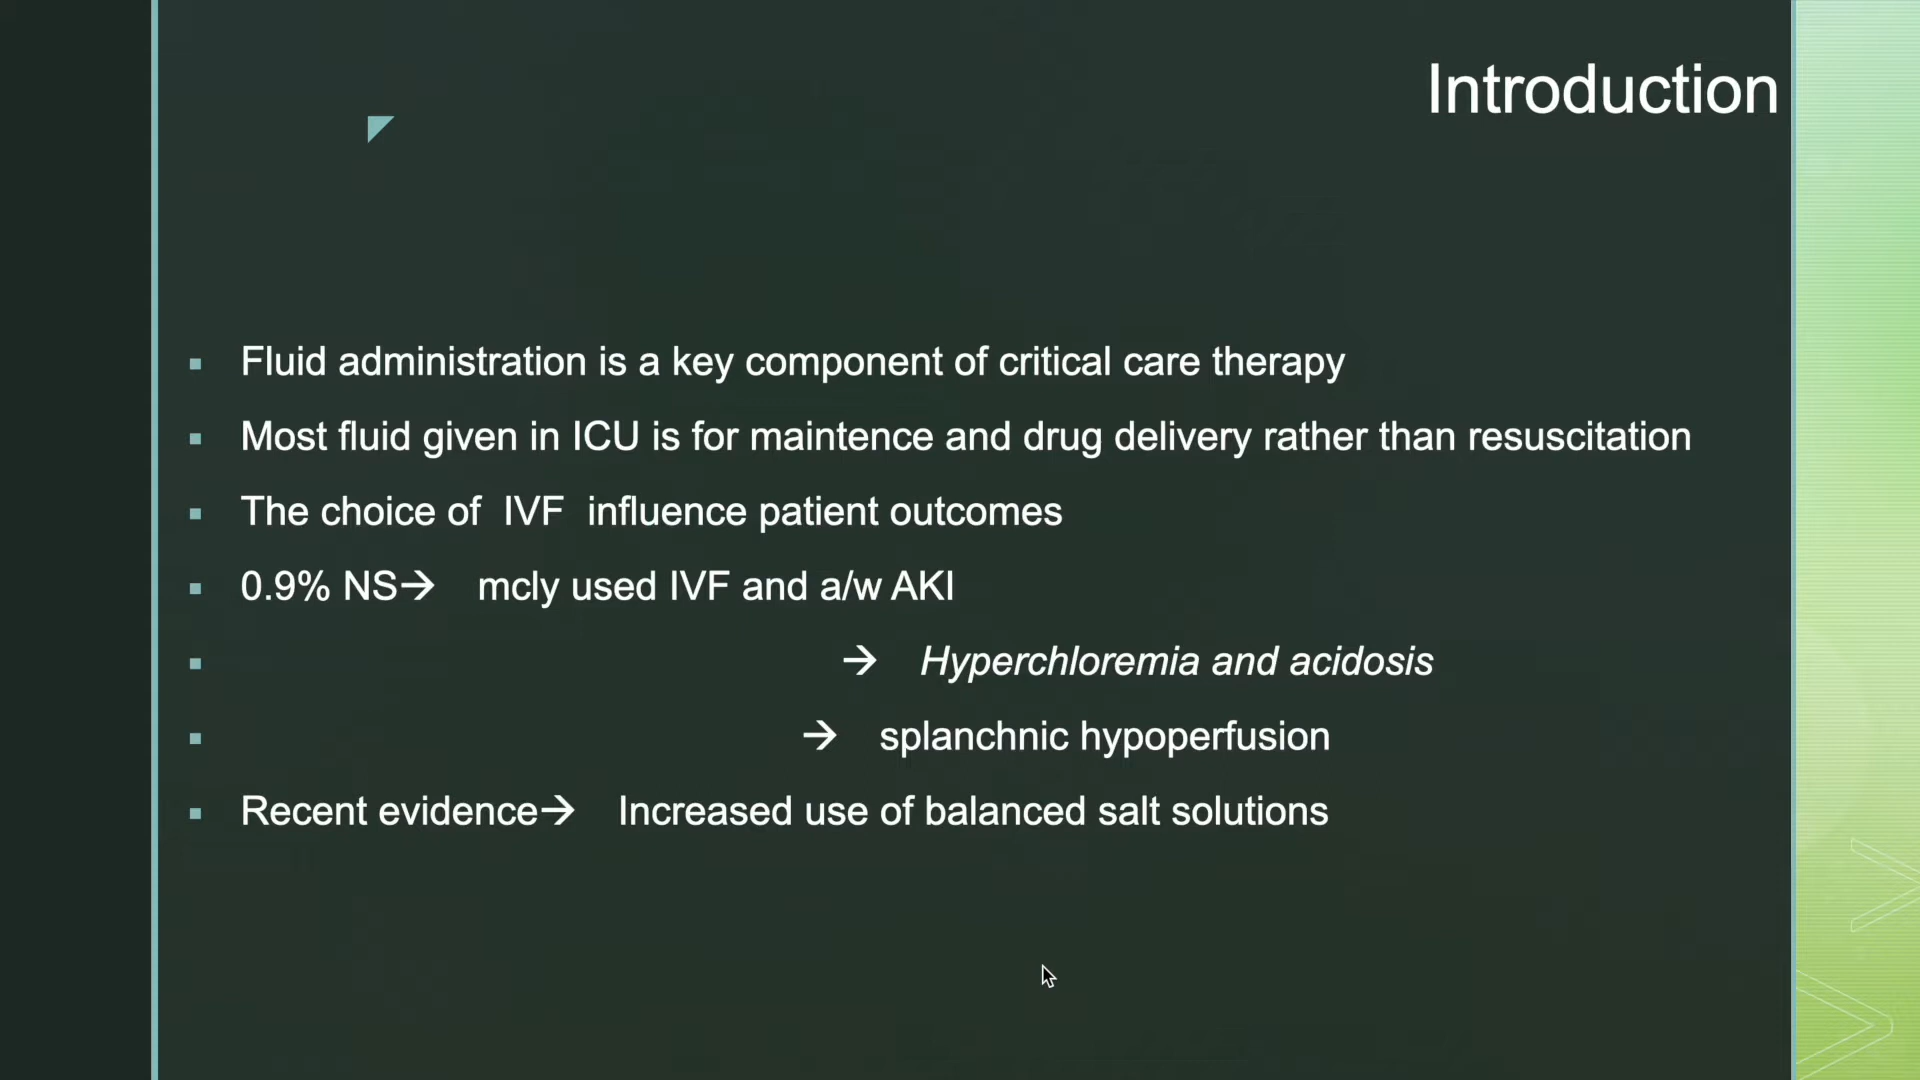 Introduction
▪ Fluid administration is a key component of critical care therapy
▪ Most fluid given in ICU is for maintence and drug delivery rather than resuscitation
▪ The choice of IVF influence patient outcomes
▪ 0.9% NS→ mcly used IVF and a/w AKI
▪ → Hyperchloremia and acidosis
▪ → splanchnic hypoperfusion
▪ Recent evidence→ Increased use of balanced salt solutions